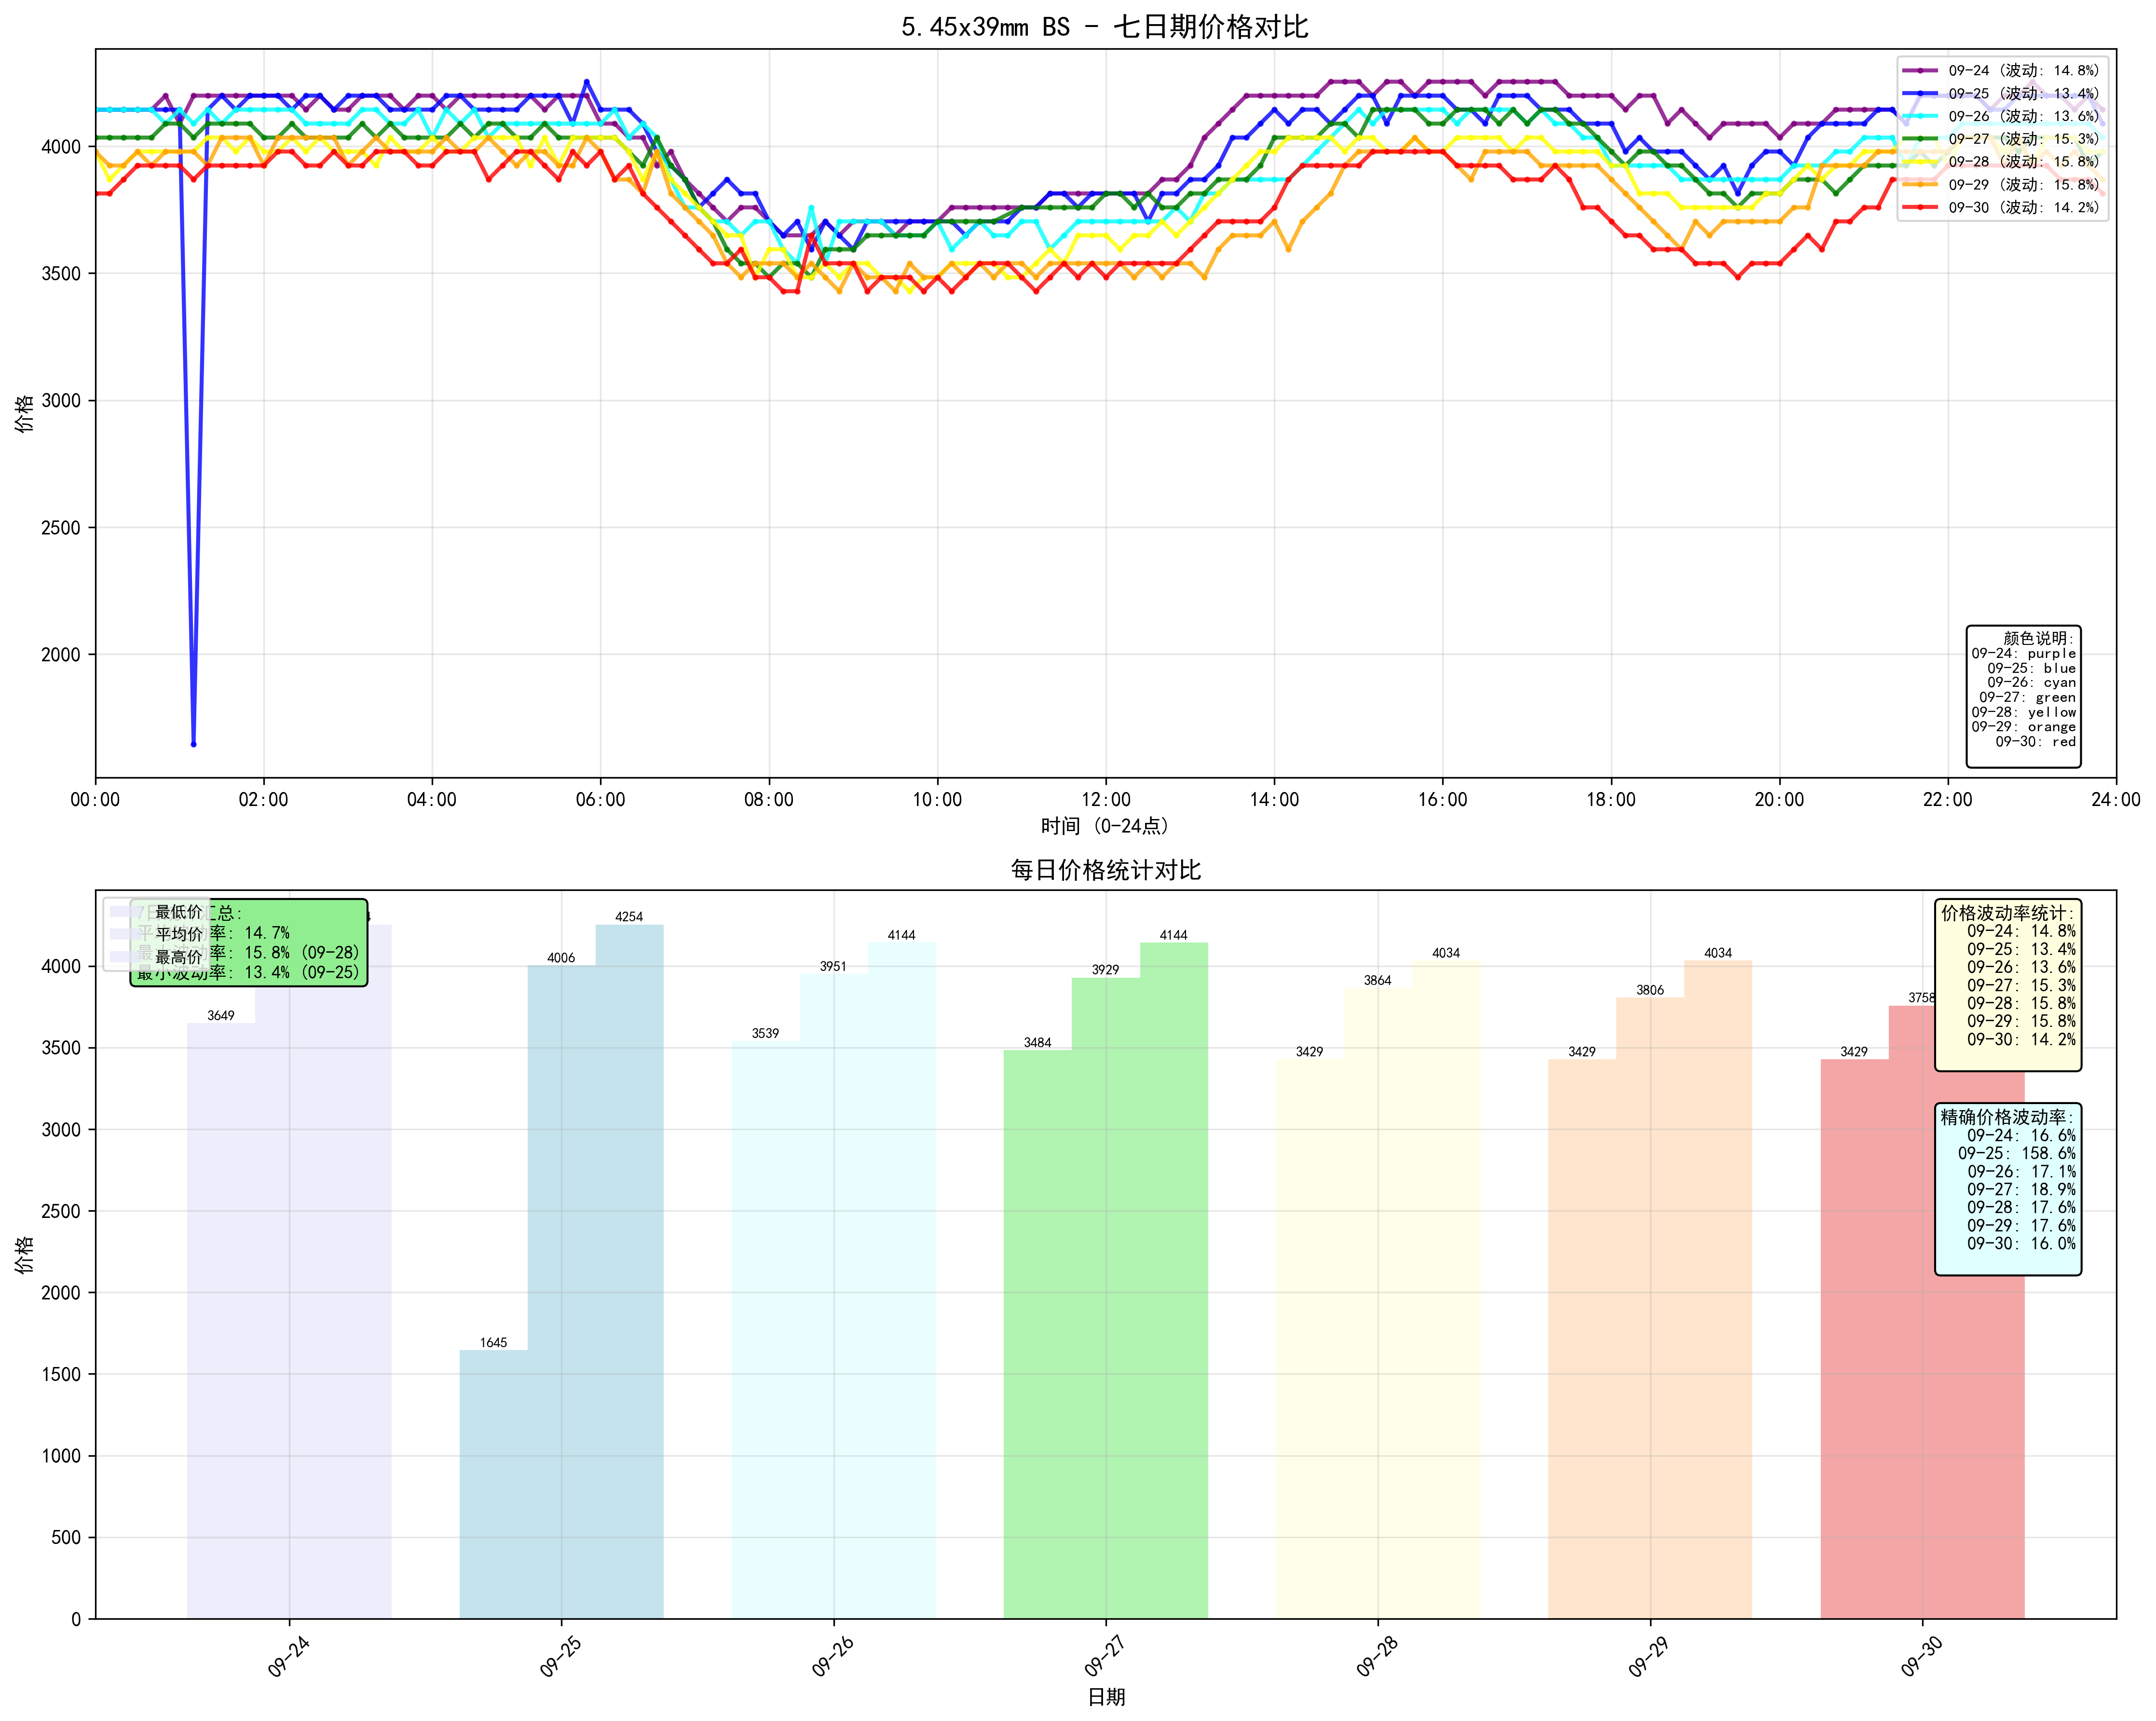 5.45x39mm BS - 七日期价格对比
09-24 (波动: 14.8%)
09-25 (波动: 13.4%)
09-26 (波动: 13.6%)
09-27 (波动: 15.3%)
09-28 (波动: 15.8%)
09-29 (波动: 15.8%)
09-30 (波动: 14.2%)
4000
3500
3000
2500
2000
价格
颜色说明:
09-24: purple
09-25: blue
09-26: cyan
09-27: green
09-28: yellow
09-29: orange
09-30: red
00:00 02:00 04:00 06:00 08:00 10:00 12:00 14:00 16:00 18:00 20:00 22:00 24:00
时间 (0-24点)
每日价格统计对比
最低价
平均价
最高价
汇总:
率: 14.7%
率: 15.8% (09-28)
最小波动率: 13.4% (09-25)
价格波动率统计:
09-24: 14.8%
09-25: 13.4%
09-26: 13.6%
09-27: 15.3%
09-28: 15.8%
09-29: 15.8%
09-30: 14.2%
精确价格波动率:
09-24: 16.6%
09-25: 158.6%
09-26: 17.1%
09-27: 18.9%
09-28: 17.6%
09-29: 17.6%
09-30: 16.0%
3649
1645 4006 4254
3539 3951 4144
3484 3929 4144
3429 3864 4034
3429 3806 4034
3429 3758
4000
3500
3000
2500
2000
1500
1000
500
0
价格
09-24 09-25 09-26 09-27 09-28 09-29 09-30
日期